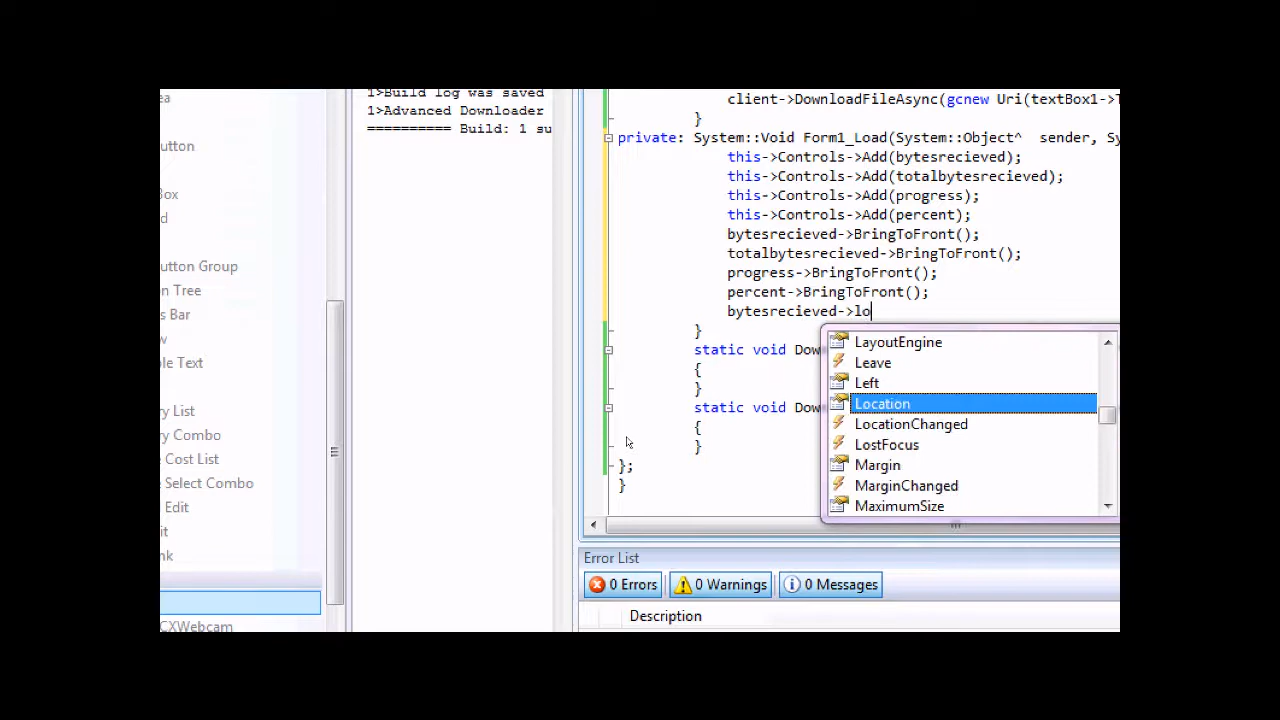 ea
utton
Box
d
utton Group
on Tree
s Bar
w
le Text
ry List
ry Combo
e Cost List
e Select Combo
Edit
it
nk
CXWebcam
1>Build log was saved
1>Advanced Downloader
========== Build: 1 su
client->DownloadFileAsync(gcnew Uri(textBox1->T
}
private: System::Void Form1_Load(System::Object^  sender, Sy
this->Controls->Add(bytesrecieved);
this->Controls->Add(totalbytesrecieved);
this->Controls->Add(progress);
this->Controls->Add(percent);
bytesrecieved->BringToFront();
totalbytesrecieved->BringToFront();
progress->BringToFront();
percent->BringToFront();
bytesrecieved->lo
}
static void Dow
{
}
static void Dow
{
}
};
}
LayoutEngine
Leave
Left
Location
LocationChanged
LostFocus
Margin
MarginChanged
MaximumSize
Error List
0 Errors
0 Warnings
0 Messages
Description